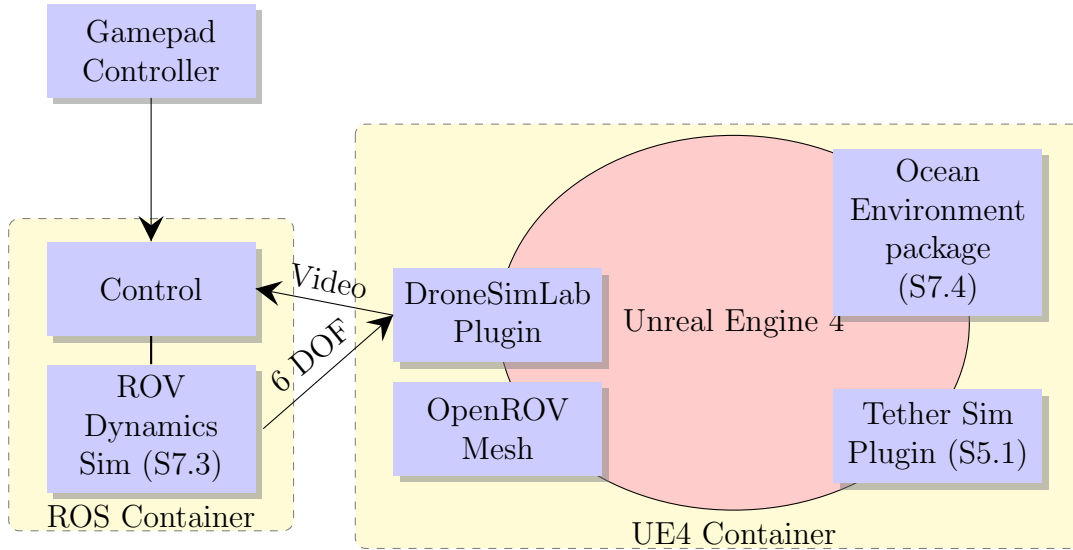 Gamepad
Controller
Control
ROV
Dynamics
Sim (S7.3)
ROS Container
Video
6 DOF
DroneSimLab
Plugin
OpenROV
Mesh
Unreal Engine 4
Ocean
Environment
package
(S7.4)
Tether Sim
Plugin (S5.1)
UE4 Container